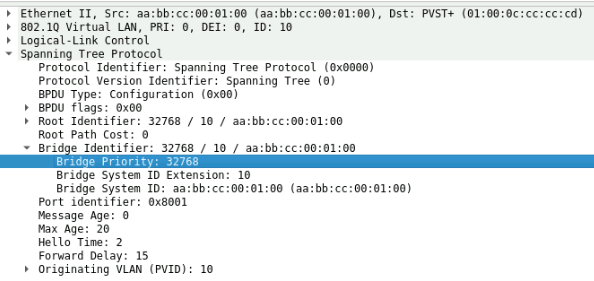 Ethernet II, Src: aa:bb:cc:00:01:00 (aa:bb:cc:00:01:00), Dst: PVST+ (01:00:0c:cc:cc:cd)
802.1Q Virtual LAN, PRI: 0, DEI: 0, ID: 10
Logical-Link Control
Spanning Tree Protocol
Protocol Identifier: Spanning Tree Protocol (0x0000)
Protocol Version Identifier: Spanning Tree (0)
BPDU Type: Configuration (0x00)
BPDU flags: 0x00
Root Identifier: 32768 / 10 / aa:bb:cc:00:01:00
Root Path Cost: 0
Bridge Identifier: 32768 / 10 / aa:bb:cc:00:01:00
Bridge Priority: 32768
Bridge System ID Extension: 10
Bridge System ID: aa:bb:cc:00:01:00 (aa:bb:cc:00:01:00)
Port identifier: 0x8001
Message Age: 0
Max Age: 20
Hello Time: 2
Forward Delay: 15
Originating VLAN (PVID): 10